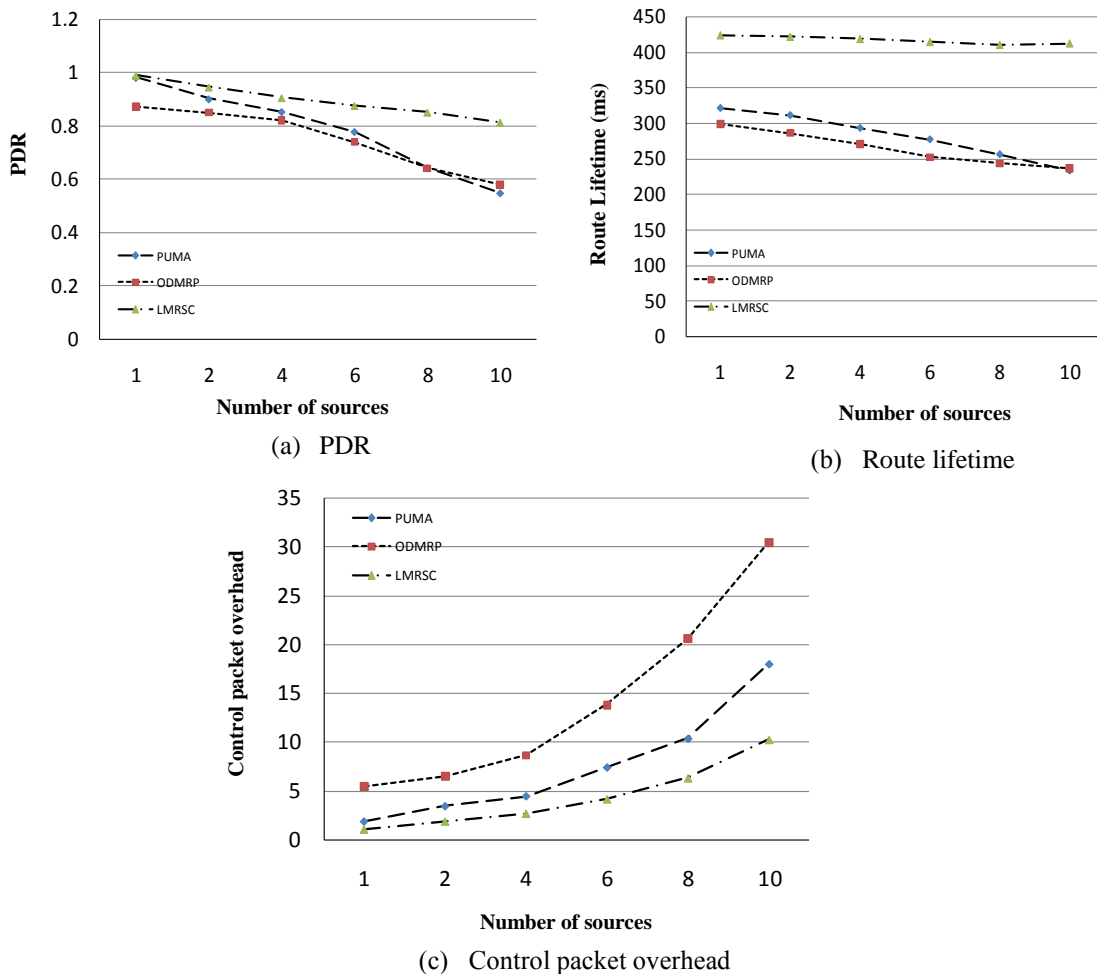 1.2
1
0.8
0.6
0.4
0.2
0
PDR
PUMA
ODMRP
LMRSC
1 2 4 6 8 10
Number of sources
(a) PDR
450
400
350
300
250
200
150
100
50
0
Route Lifetime (ms)
PUMA
ODMRP
LMRSC
1 2 4 6 8 10
Number of sources
(b) Route lifetime
35
30
25
20
15
10
5
0
Control packet overhead
PUMA
ODMRP
LMRSC
1 2 4 6 8 10
Number of sources
(c) Control packet overhead